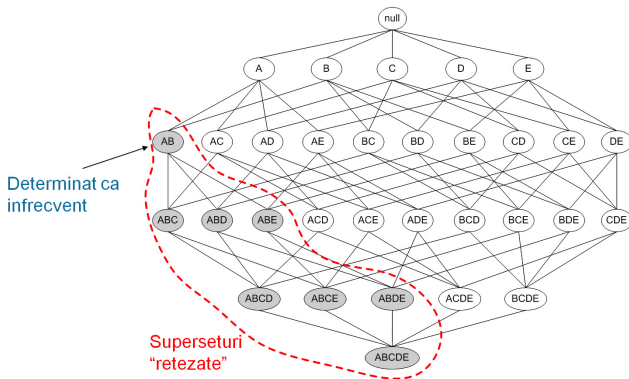 null
A B C D E
AB AC AD AE BC BD BE CD CE DE
Determinat ca
infrecvent
ABC ABD ABE ACD ACE ADE BCD BCE BDE CDE
ABCD ABCE ABDE ACDE BCDE
Superseturi
“retezate”
ABCDE